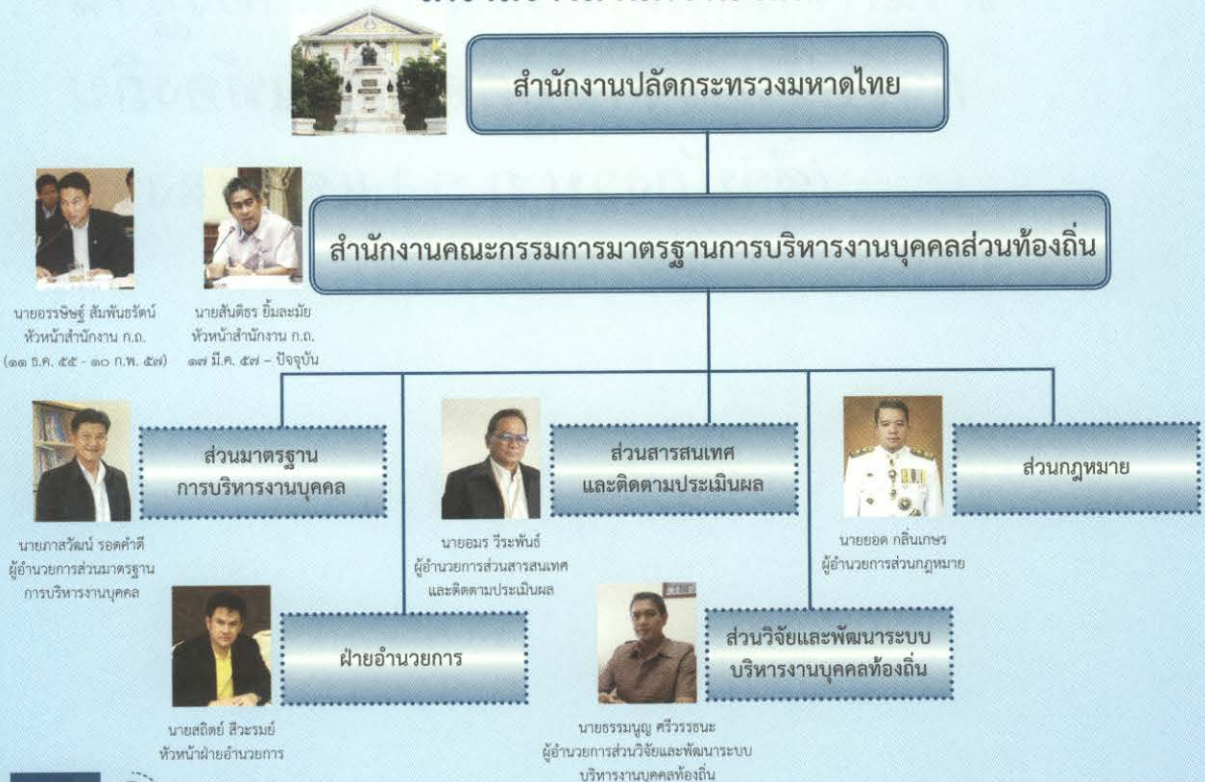 สำนักงานปลัดกระทรวงมหาดไทย
สำนักงานคณะกรรมการมาตรฐานการบริหารงานบุคคลส่วนท้องถิ่น
นายอรรษิษฐ์ สัมพันธรัตน์
หัวหน้าสำนักงาน ก.ถ.
(๑๑ ธ.ค. ๕๕ - ๑๐ ก.พ. ๕๗)
นายสันติธร ยิ้มละมัย
หัวหน้าสำนักงาน ก.ถ.
๑๗ มี.ค. ๕๗ – ปัจจุบัน
ส่วนมาตรฐาน
การบริหารงานบุคคล
นายภาสวัฒน์ รอดคำดี
ผู้อำนวยการส่วนมาตรฐาน
การบริหารงานบุคคล
ส่วนสารสนเทศ
และติดตามประเมินผล
นายอมร วีระพันธ์
ผู้อำนวยการส่วนสารสนเทศ
และติดตามประเมินผล
ส่วนกฎหมาย
นายยอด กลิ่นเกษร
ผู้อำนวยการส่วนกฎหมาย
ฝ่ายอำนวยการ
นายสถิตย์ สิวะรมย์
หัวหน้าฝ่ายอำนวยการ
ส่วนวิจัยและพัฒนาระบบ
บริหารงานบุคคลท้องถิ่น
นายธรรมนูญ ศรีวรรธนะ
ผู้อำนวยการส่วนวิจัยและพัฒนาระบบ
บริหารงานบุคคลท้องถิ่น